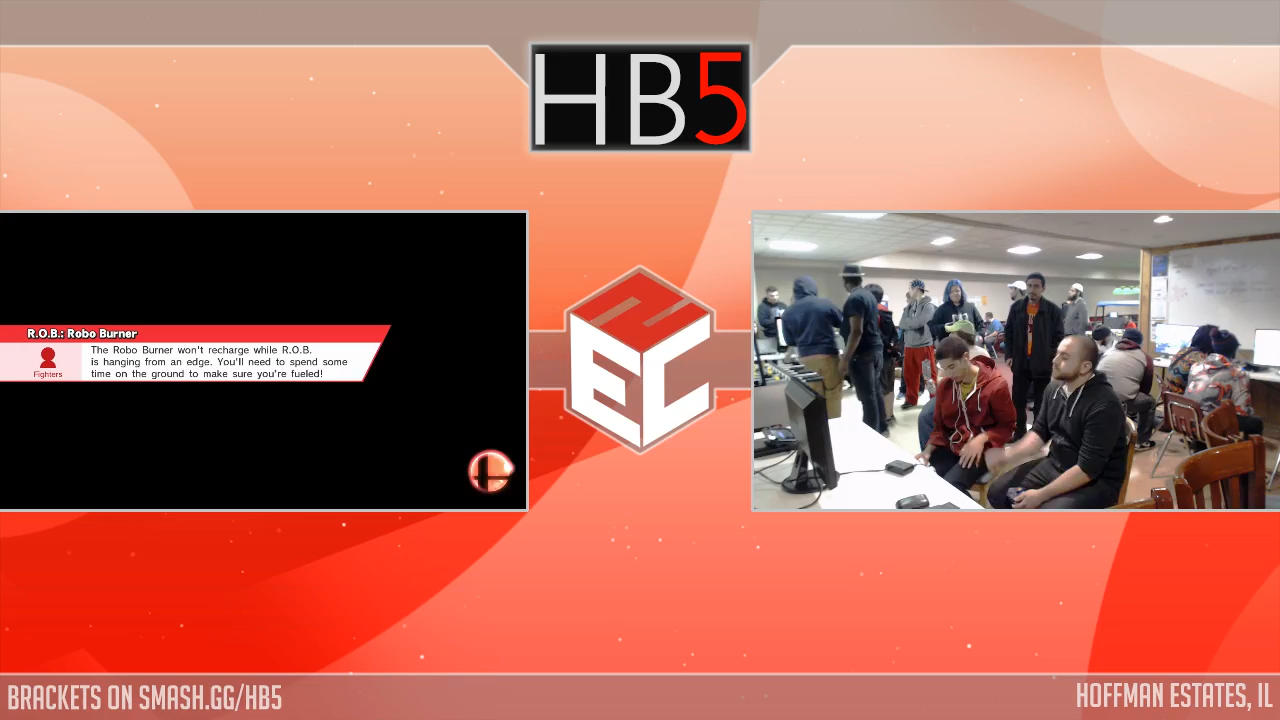 HB5
R.O.B.: Robo Burner
The Robo Burner won't recharge while R.O.B.
is hanging from an edge. You'll need to spend some
time on the ground to make sure you're fueled!
Fighters
BRACKETS ON SMASH.GG/HB5
HOFFMAN ESTATES, IL